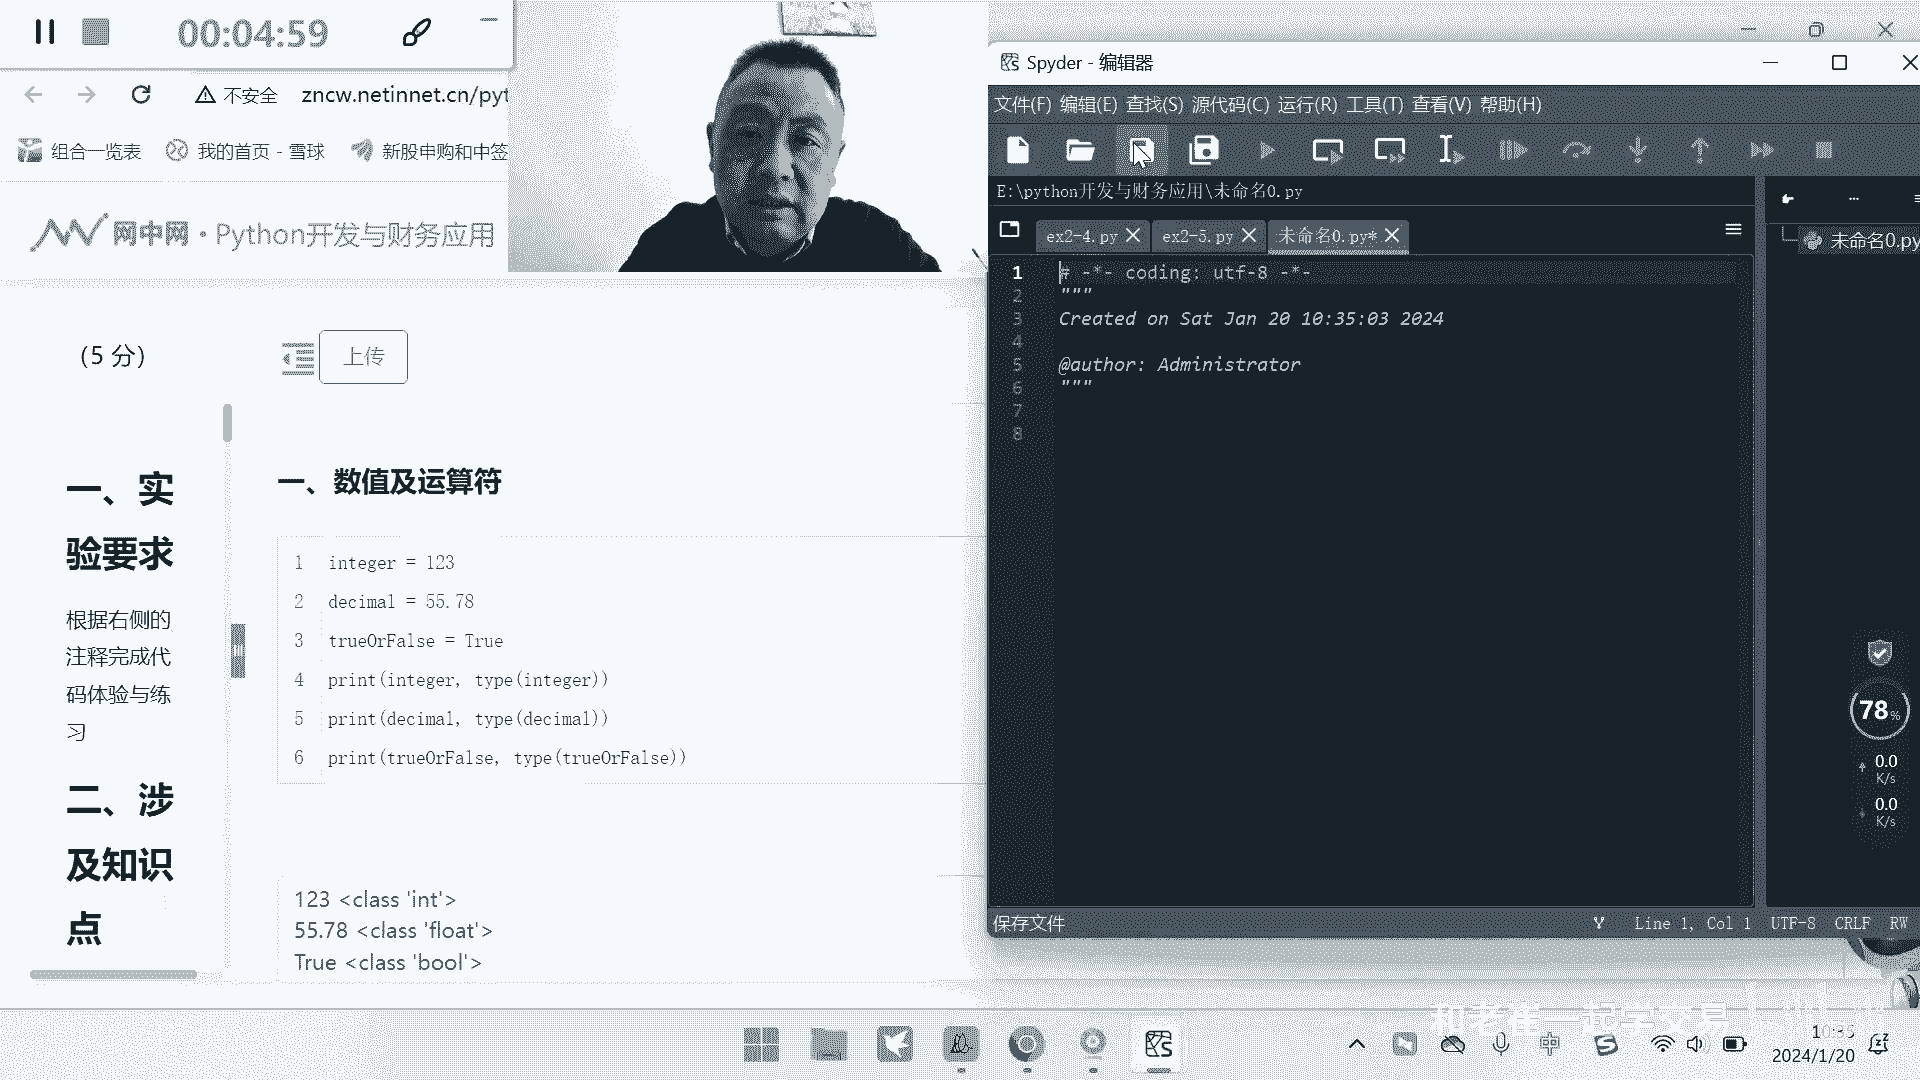 00:04:59
不安全 zncw.netinnet.cn/pyt
组合一览表 我的首页 - 雪球 新股申购和中签
网中网·Python开发与财务应用
(5 分)
上传
一、实
验要求
根据右侧的
注释完成代
码体验与练
习
二、涉
及知识
点
一、数值及运算符
1 integer = 123
2 decimal = 55.78
3 trueOrFalse = True
4 print(integer, type(integer))
5 print(decimal, type(decimal))
6 print(trueOrFalse, type(trueOrFalse))
123 <class 'int'>
55.78 <class 'float'>
True <class 'bool'>
Spyder - 编辑器
文件(F) 编辑(E) 查找(S) 源代码(C) 运行(R) 工具(T) 查看(V) 帮助(H)
E:\python开发与财务应用\未命名0.py
ex2-4.py ex2-5.py 未命名0.py*
未命名0.py
1 # -*- coding: utf-8 -*-
2 """
3 Created on Sat Jan 20 10:35:03 2024
4
5 @author: Administrator
6 """
7
8
78%
0.0
K/s
0.0
K/s
保存文件
Line 1, Col 1 UTF-8 CRLF RW
和老崔一起学交易
中
10:35
2024/1/20